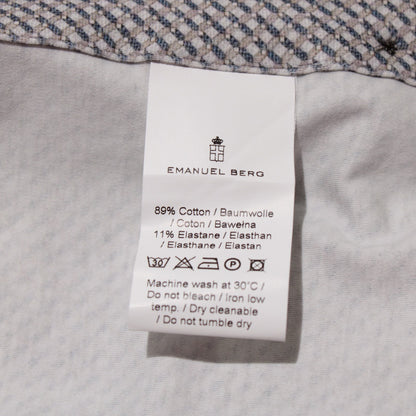 EMANUEL BERG
89% Cotton / Baumwolle
/ Coton / Bawełna
11% Elastane / Elasthan
/ Elasthane / Elastan
30 P
Machine wash at 30°C /
Do not bleach / Iron low
temp. / Dry cleanable
/ Do not tumble dry